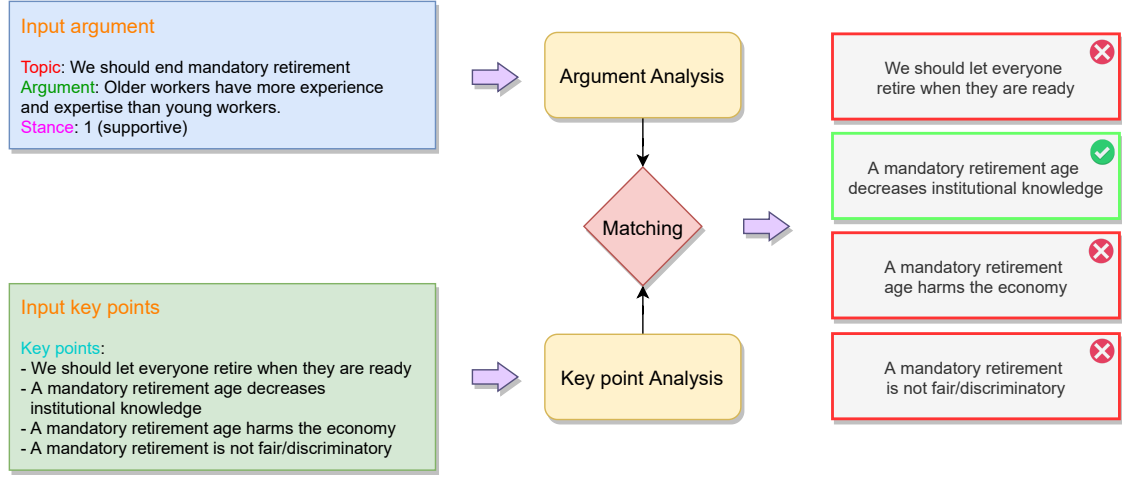 Input argument
Topic: We should end mandatory retirement
Argument: Older workers have more experience
and expertise than young workers.
Stance: 1 (supportive)
Input key points
Key points:
- We should let everyone retire when they are ready
- A mandatory retirement age decreases
institutional knowledge
- A mandatory retirement age harms the economy
- A mandatory retirement is not fair/discriminatory
Argument Analysis
Matching
Key point Analysis
We should let everyone
retire when they are ready
A mandatory retirement age
decreases institutional knowledge
A mandatory retirement
age harms the economy
A mandatory retirement
is not fair/discriminatory